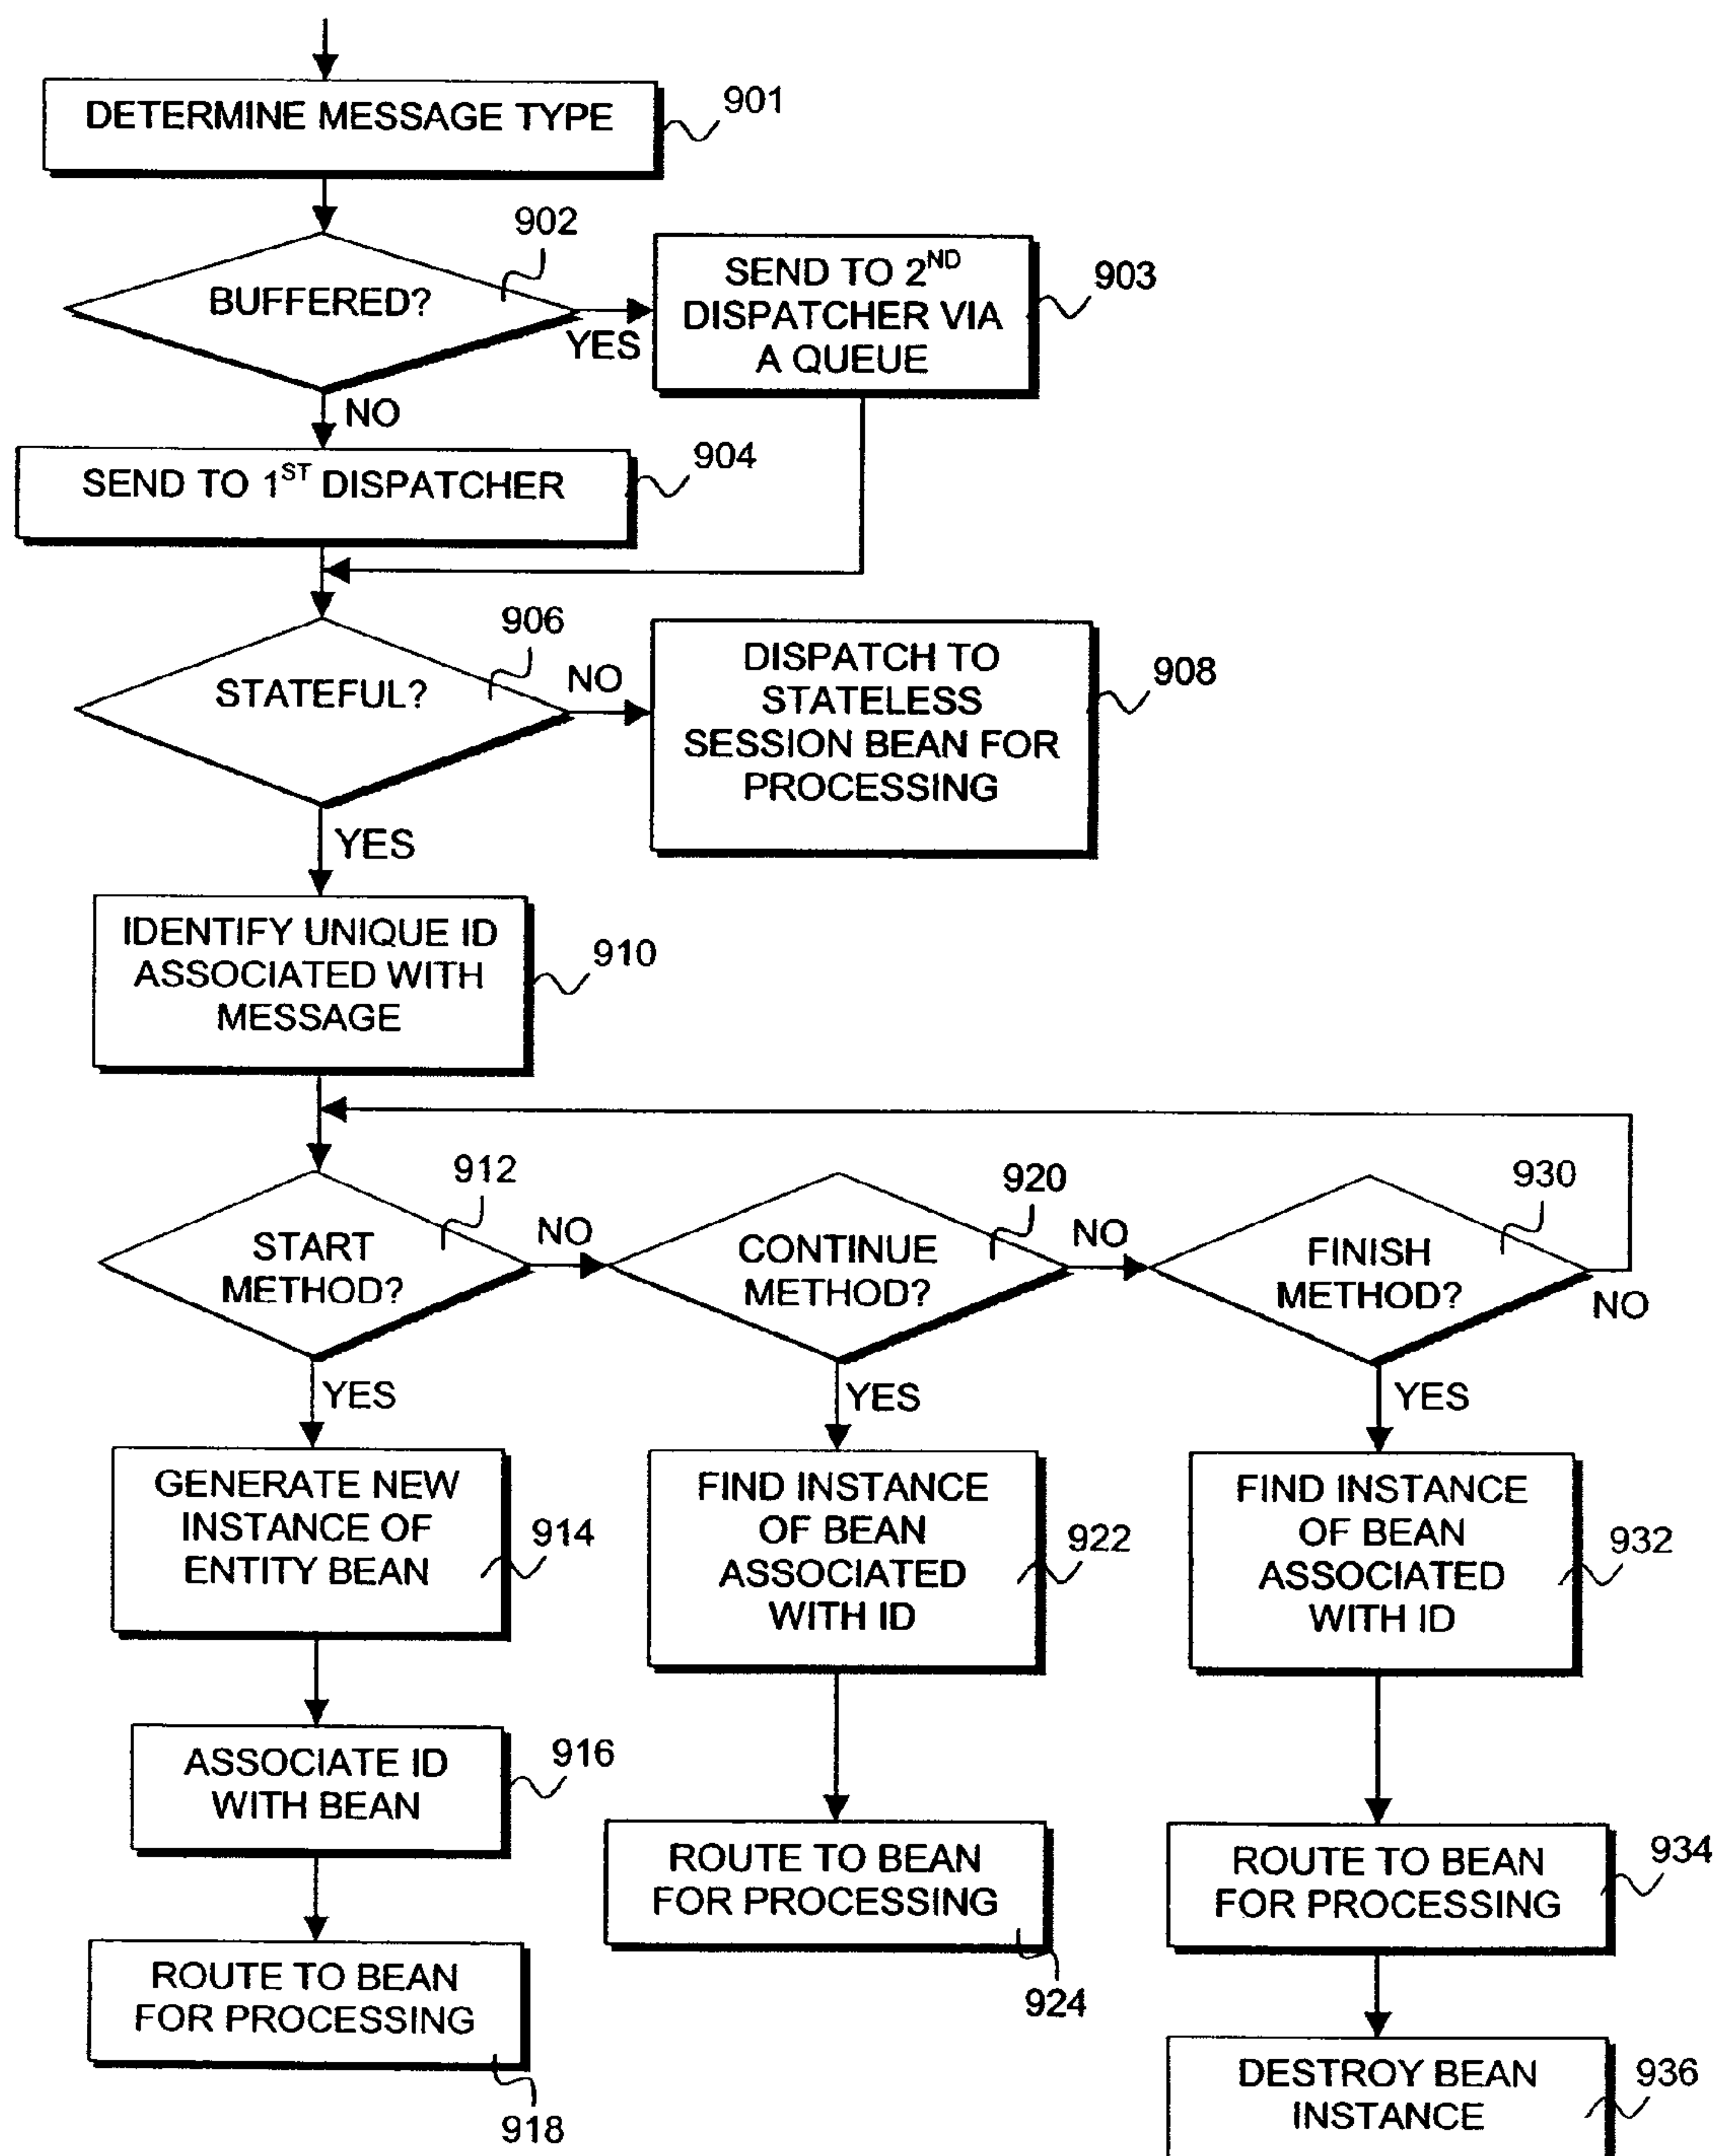 DETERMINE MESSAGE TYPE
901
902
BUFFERED?
YES
NO
SEND TO 2ND
DISPATCHER VIA
A QUEUE
903
SEND TO 1ST DISPATCHER
904
906
STATEFUL?
NO
YES
DISPATCH TO
STATELESS
SESSION BEAN FOR
PROCESSING
908
IDENTIFY UNIQUE ID
ASSOCIATED WITH
MESSAGE
910
912
START
METHOD?
NO
YES
920
CONTINUE
METHOD?
NO
YES
930
FINISH
METHOD?
NO
YES
GENERATE NEW
INSTANCE OF
ENTITY BEAN
914
FIND INSTANCE
OF BEAN
ASSOCIATED
WITH ID
922
FIND INSTANCE
OF BEAN
ASSOCIATED
WITH ID
932
ASSOCIATE ID
WITH BEAN
916
ROUTE TO BEAN
FOR PROCESSING
924
ROUTE TO BEAN
FOR PROCESSING
934
ROUTE TO BEAN
FOR PROCESSING
918
DESTROY BEAN
INSTANCE
936